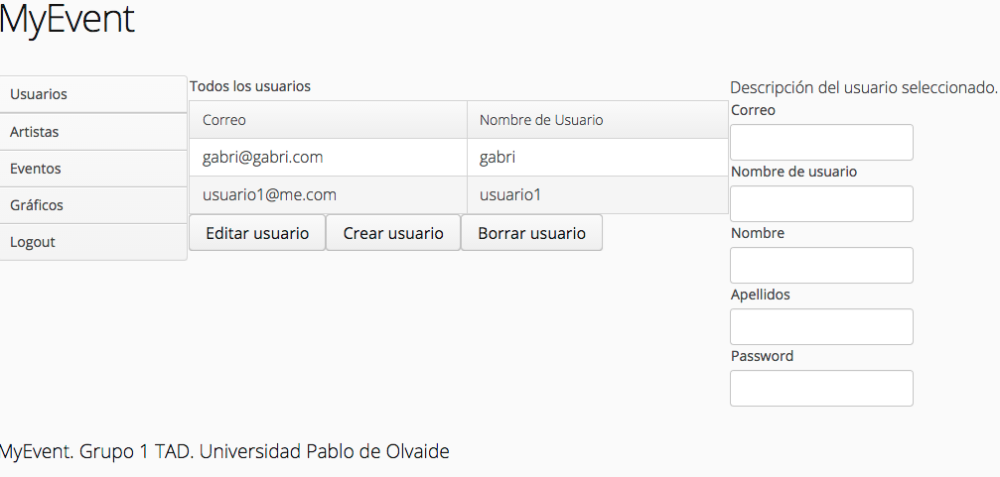 MyEvent
Usuarios
Artistas
Eventos
Gráficos
Logout
Todos los usuarios
Correo Nombre de Usuario
gabri@gabri.com gabri
usuario1@me.com usuario1
Editar usuario Crear usuario Borrar usuario
Descripción del usuario seleccionado.
Correo
Nombre de usuario
Nombre
Apellidos
Password
MyEvent. Grupo 1 TAD. Universidad Pablo de Olvaide